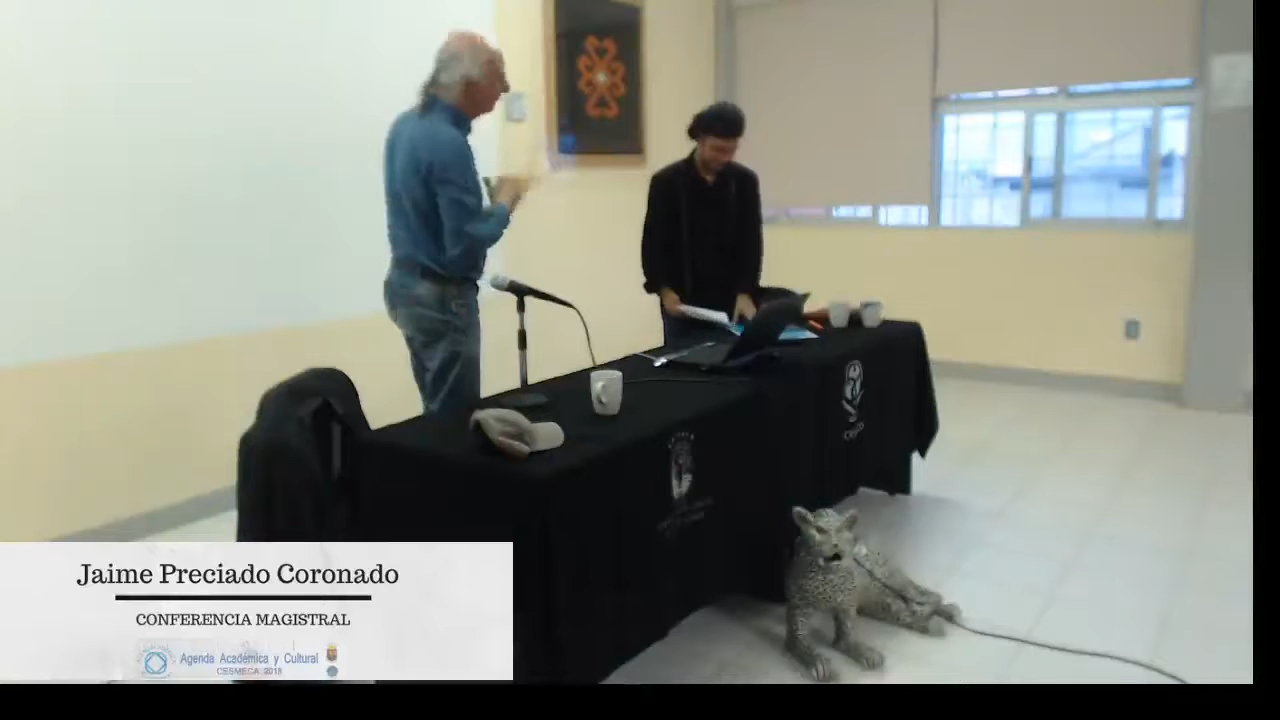 Jaime Preciado Coronado
CONFERENCIA MAGISTRAL
Agenda Académica y Cultural
CESMECA 2018